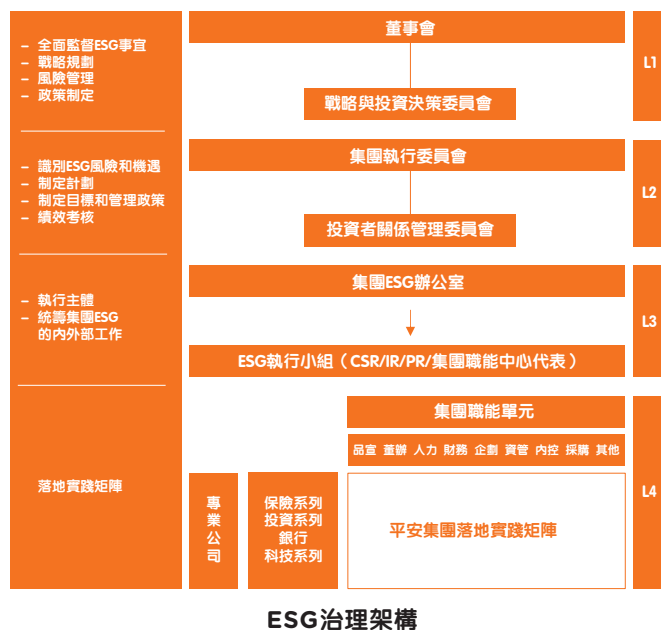 – 全面監督ESG事宜
– 戰略規劃
– 風險管理
– 政策制定
董事會
戰略與投資決策委員會
L1
– 識別ESG風險和機遇
– 制定計劃
– 制定目標和管理政策
– 績效考核
集團執行委員會
投資者關係管理委員會
L2
– 執行主體
– 統籌集團ESG
的内外部工作
集團ESG辦公室
ESG執行小組（CSR/IR/PR/集團職能中心代表）
L3
落地實踐矩陣
集團職能單元
品宣 董辦 人力 財務 企劃 資管 内控 採購 其他
專業公司
保險系列
投資系列
銀行
科技系列
平安集團落地實踐矩陣
L4
ESG治理架構